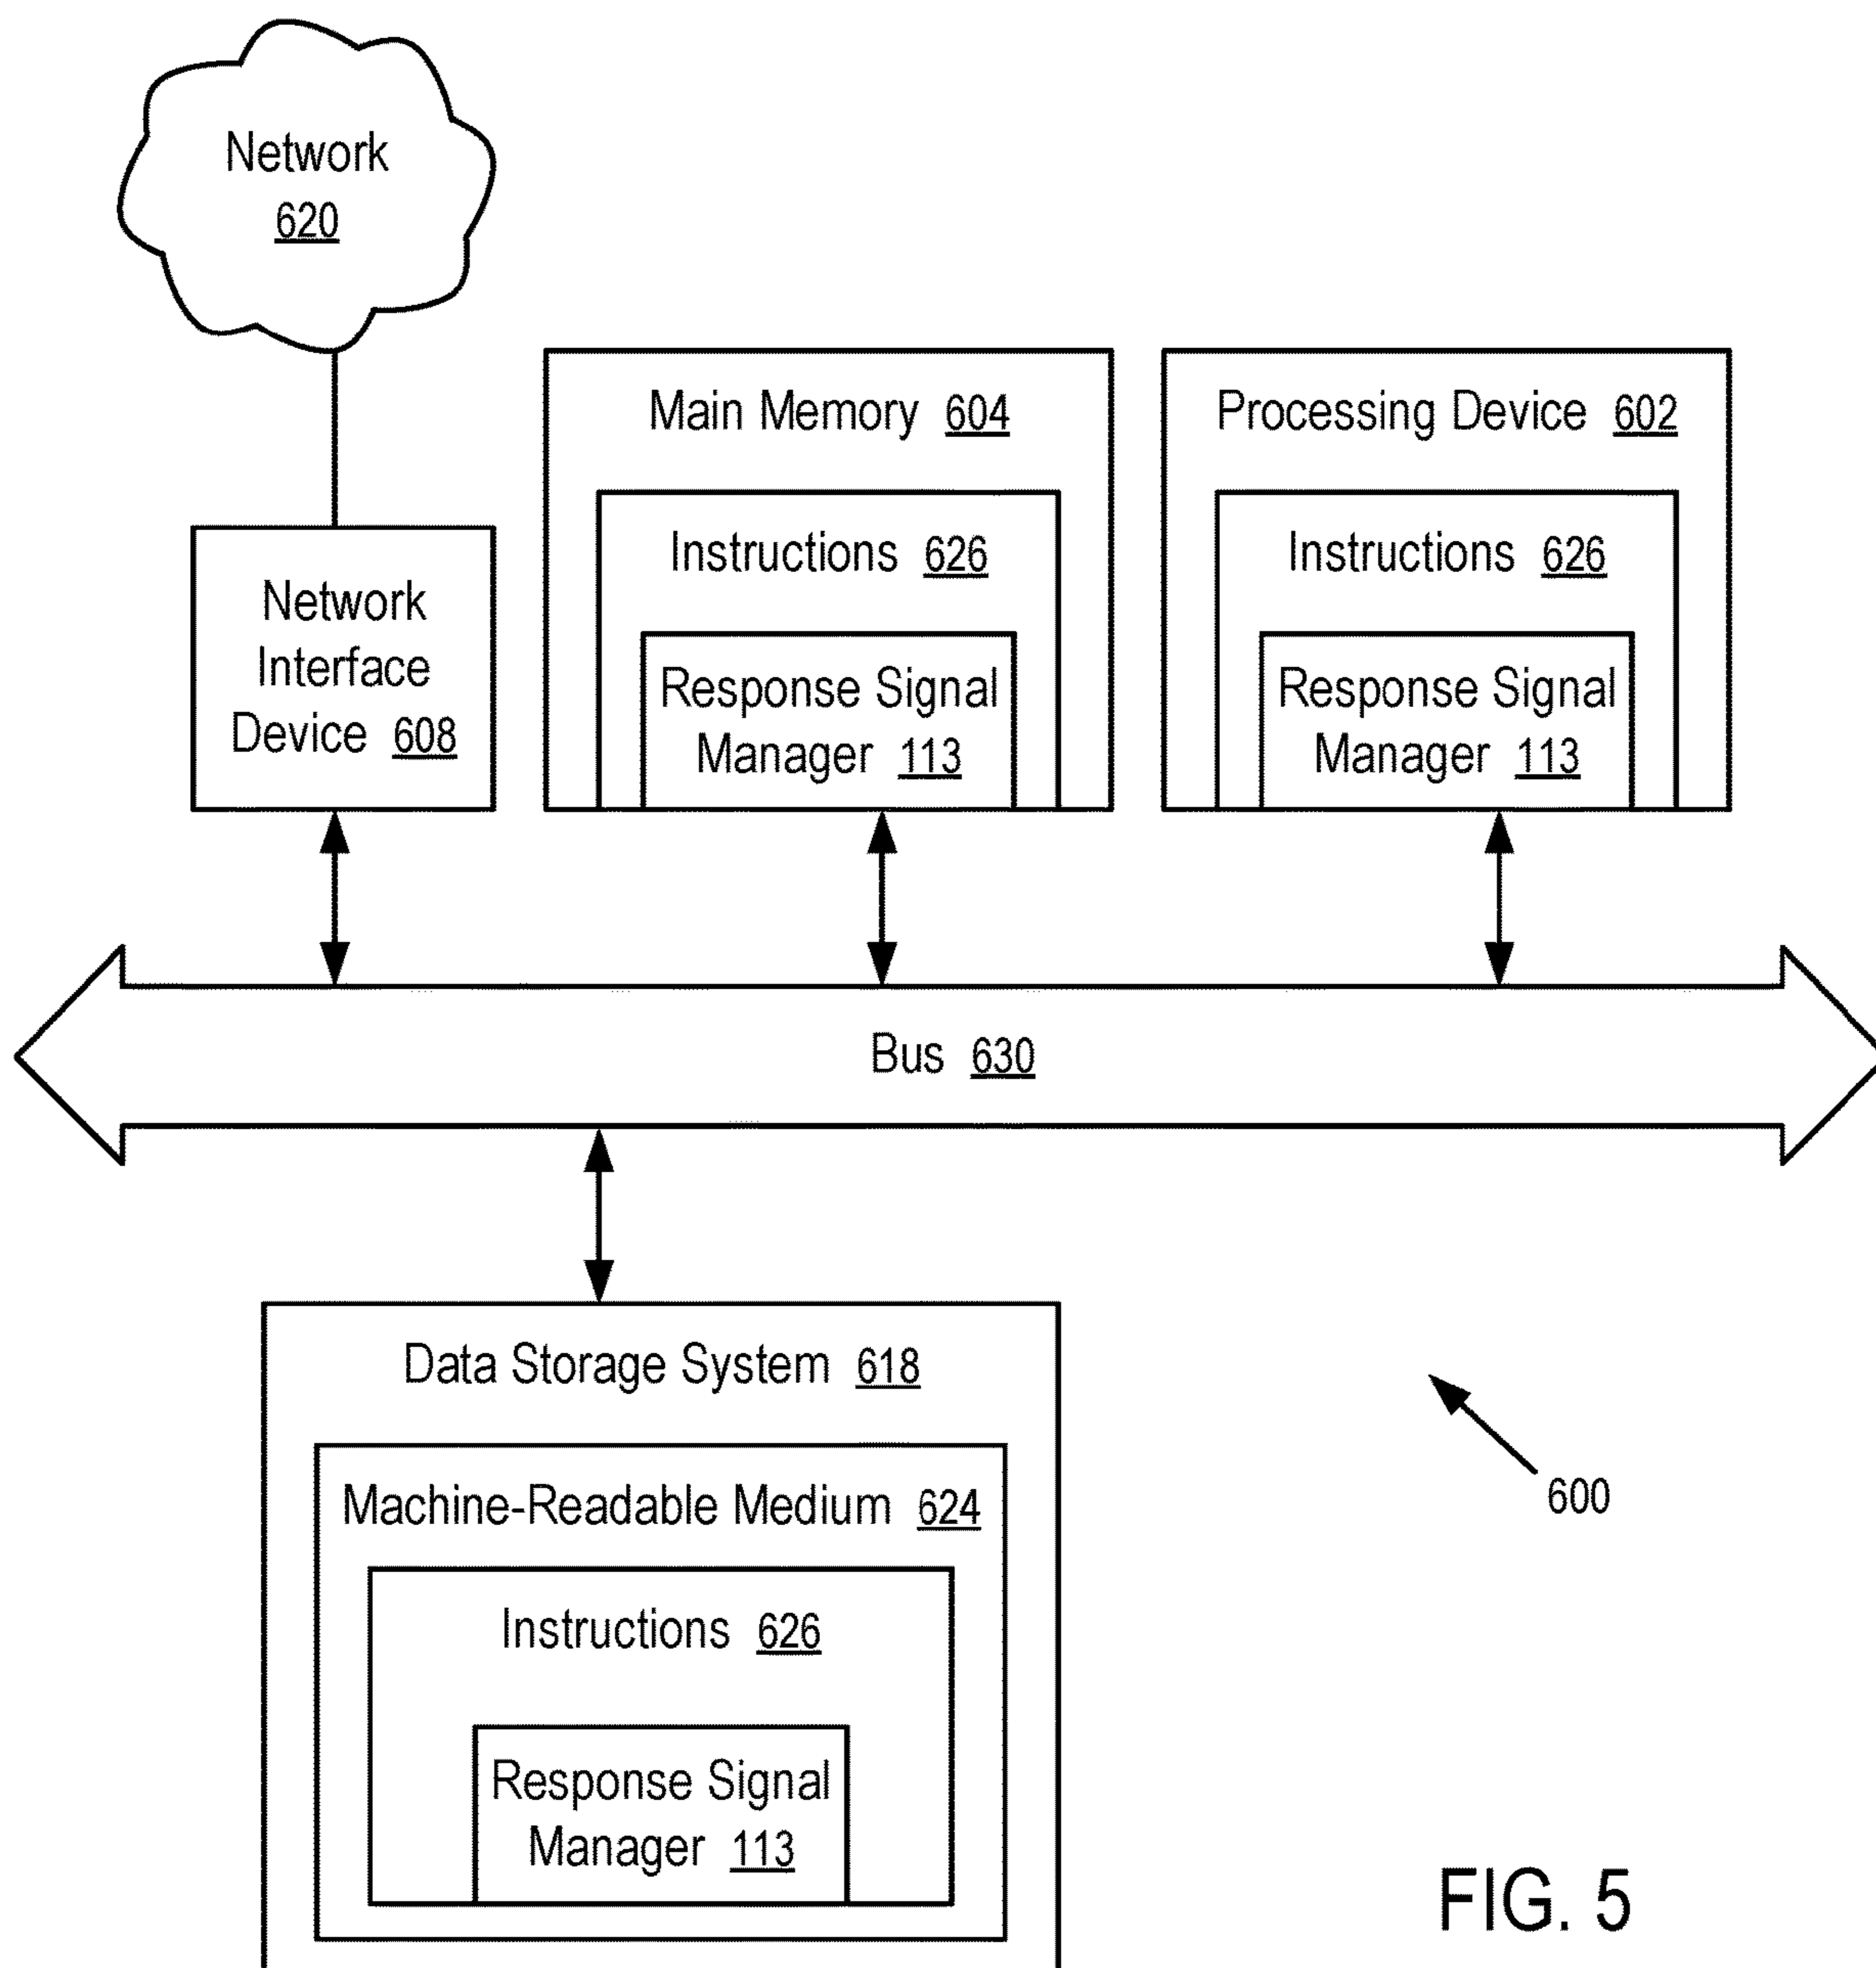 Network
620
Main Memory 604
Processing Device 602
Instructions 626
Instructions 626
Network
Interface
Device 608
Response Signal
Manager 113
Response Signal
Manager 113
Bus 630
Data Storage System 618
Machine-Readable Medium 624
600
Instructions 626
Response Signal
Manager 113
FIG. 5